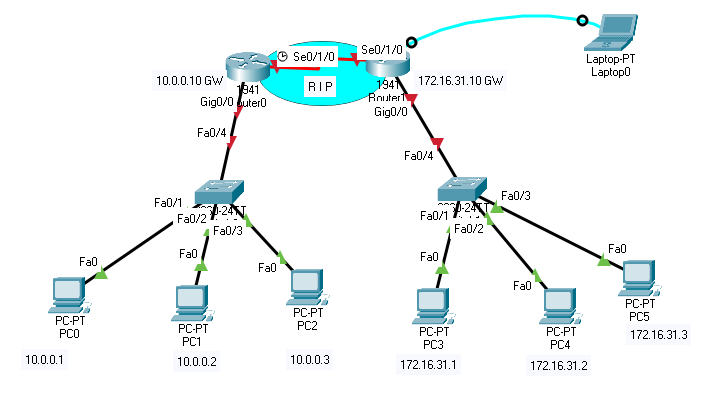 Laptop-PT
Laptop0
Se0/1/0
Se0/1/0
R I P
10.0.0.10 GW
1941
Gig0/0
172.16.31.10 GW
1941
Router1
Gig0/0
Fa0/4
Fa0/4
Fa0/1
Fa0/2
Fa0/3
Fa0/1
Fa0/2
Fa0/3
Fa0
Fa0
Fa0
Fa0
Fa0
Fa0
PC-PT
PC0
PC-PT
PC1
PC-PT
PC2
PC-PT
PC3
PC-PT
PC4
PC-PT
PC5
10.0.0.1
10.0.0.2
10.0.0.3
172.16.31.1
172.16.31.2
172.16.31.3